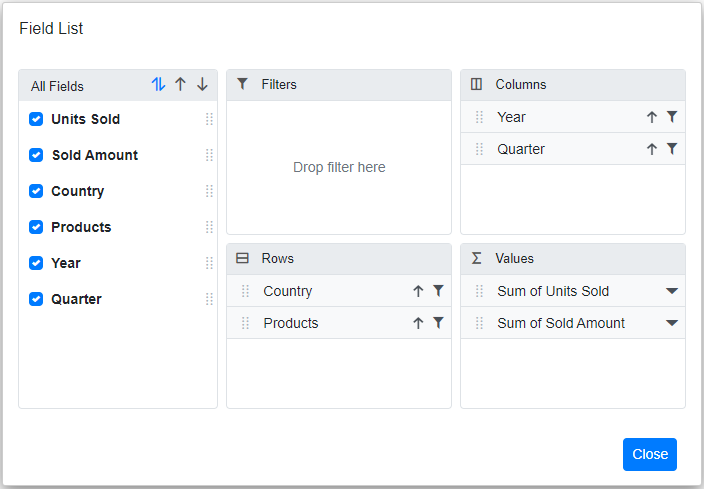 Field List
All Fields
Units Sold
Sold Amount
Country
Products
Year
Quarter
Filters
Drop filter here
Columns
Year
Quarter
Rows
Country
Products
Values
Sum of Units Sold
Sum of Sold Amount
Close